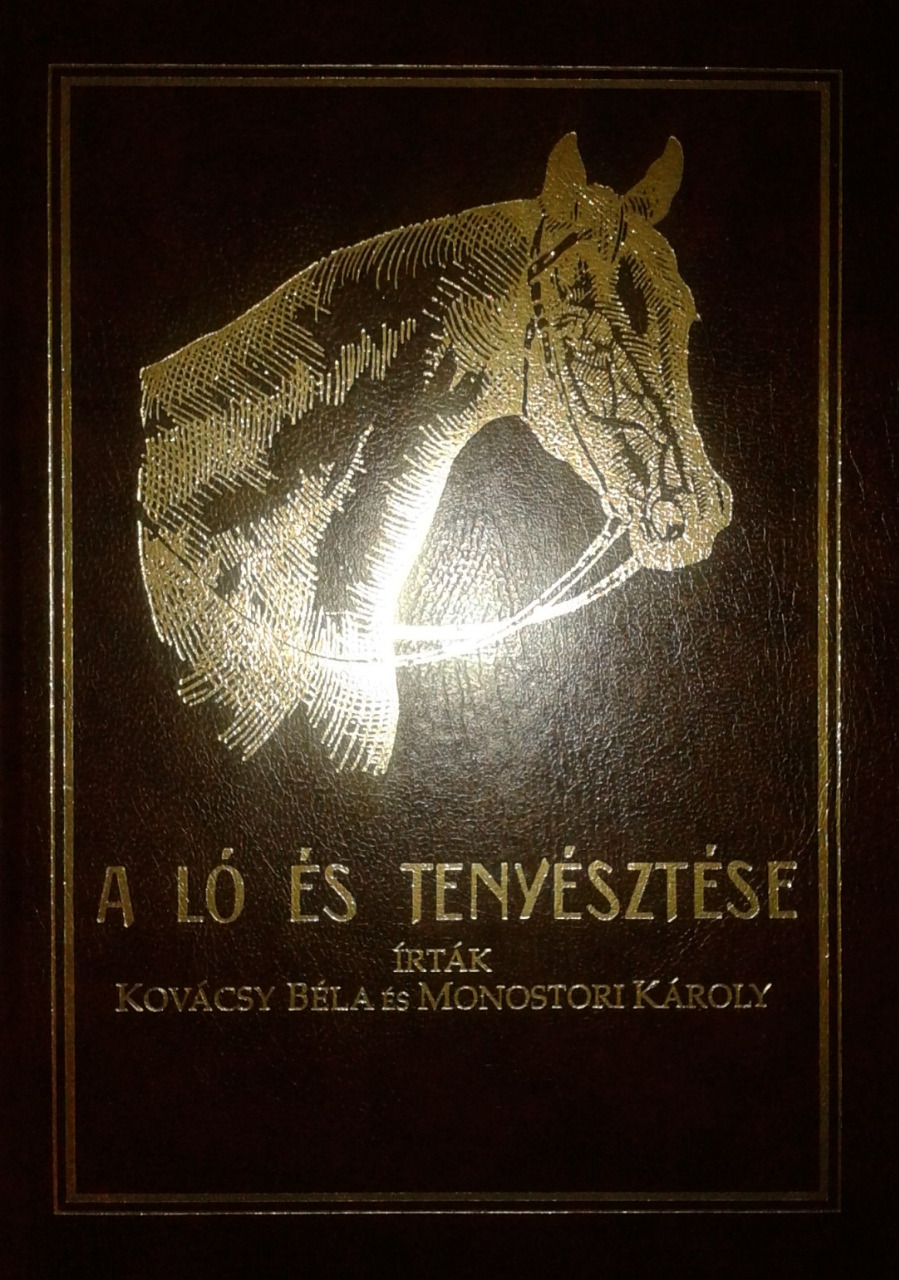 A LÓ ÉS TENYÉSZTÉSE
ÍRTÁK
KOVÁCSY BÉLA ÉS MONOSTORI KÁROLY